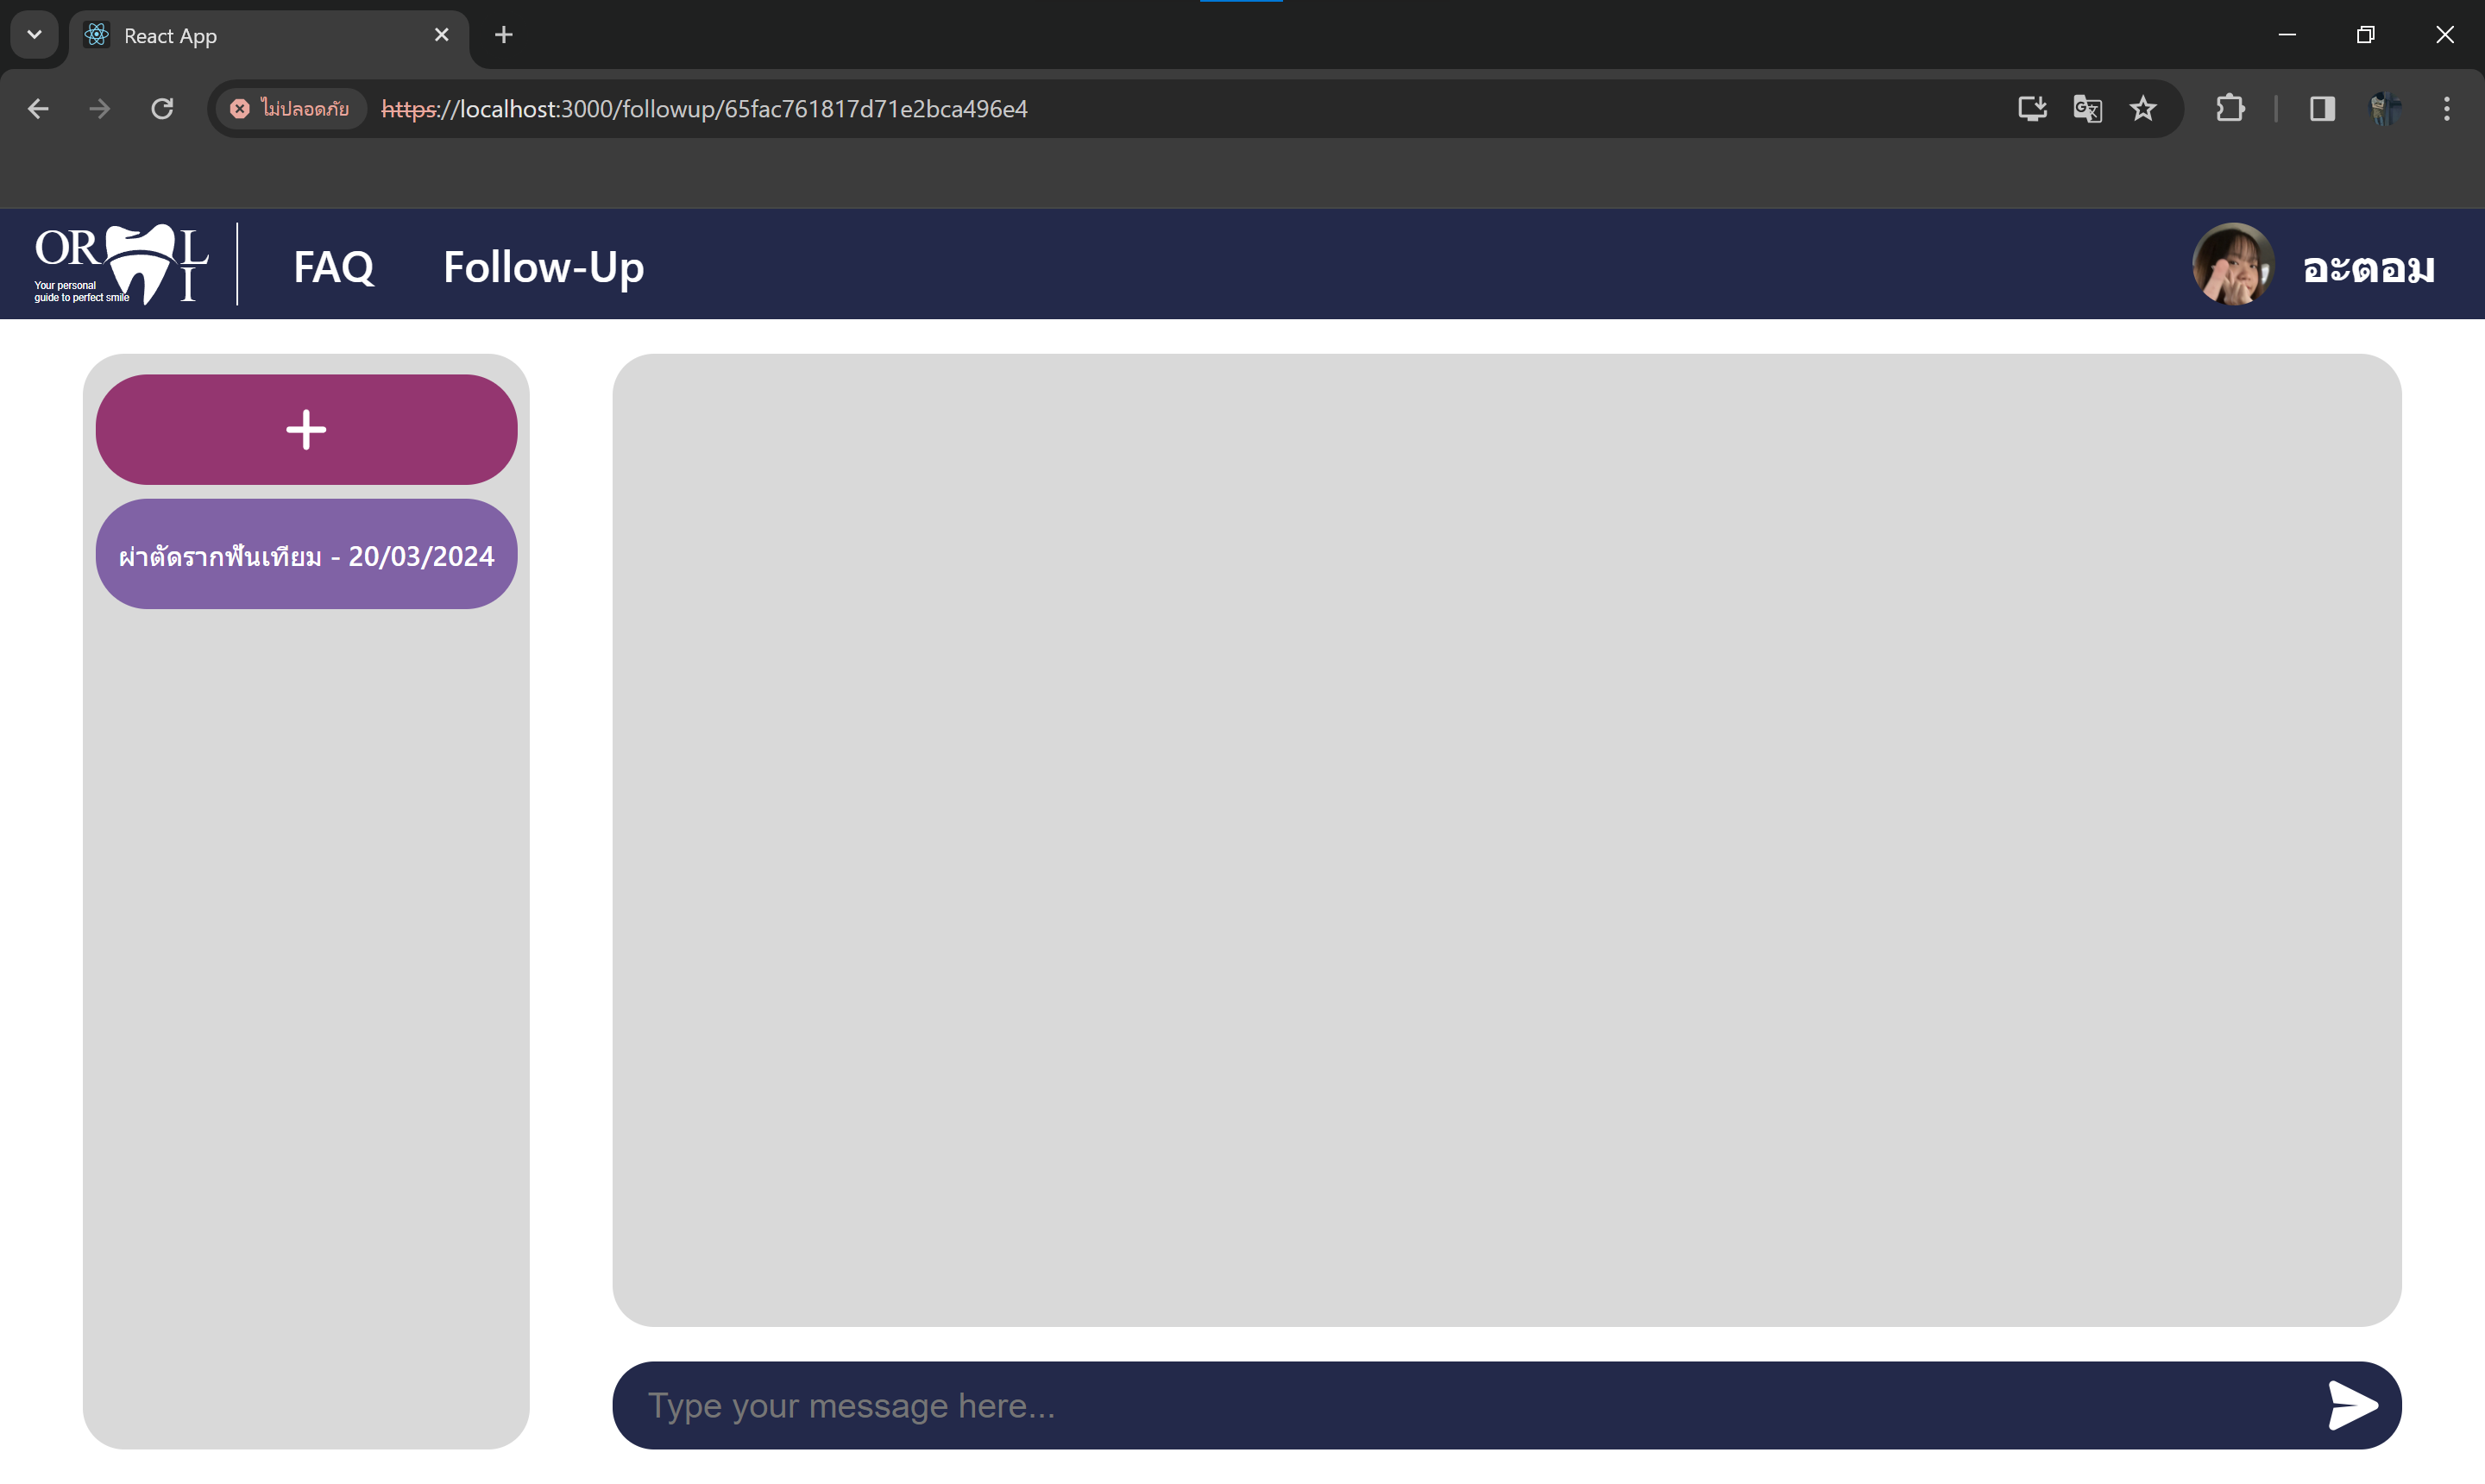 React App
ไม่ปลอดภัย https://localhost:3000/followup/65fac761817d71e2bca496e4
OR L
I
Your personal
guide to perfect smile
FAQ Follow-Up อะตอม
ผ่าตัดรากฟันเทียม - 20/03/2024
Type your message here...